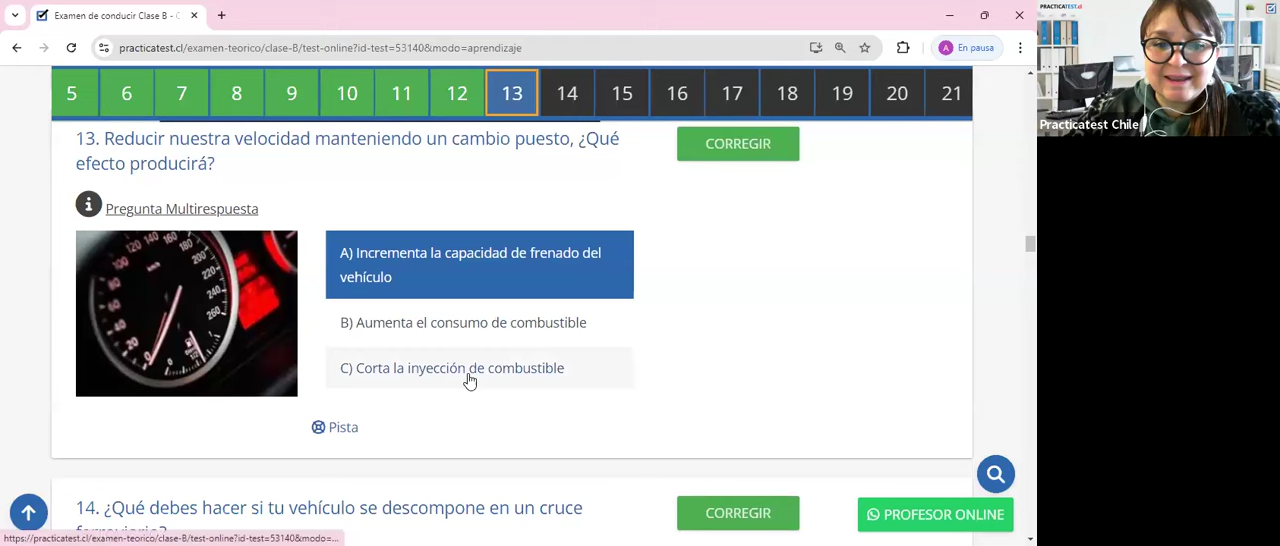 Examen de conducir Clase B - C
practicatest.cl/examen-teorico/clase-B/test-online?id-test=53140&modo=aprendizaje
A En pausa
PRACTICATEST.cl
Practicatest Chile
5 6 7 8 9 10 11 12 13 14 15 16 17 18 19 20 21
13. Reducir nuestra velocidad manteniendo un cambio puesto, ¿Qué
efecto producirá?
CORREGIR
Pregunta Multirespuesta
A) Incrementa la capacidad de frenado del
vehículo
B) Aumenta el consumo de combustible
C) Corta la inyección de combustible
Pista
14. ¿Qué debes hacer si tu vehículo se descompone en un cruce
CORREGIR
PROFESOR ONLINE
https://practicatest.cl/examen-teorico/clase-B/test-online?id-test=53140&modo=...